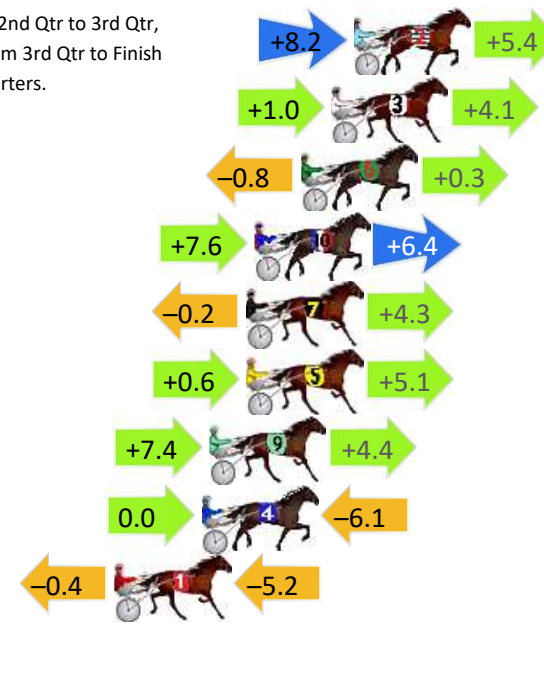 2nd Qtr to 3rd Qtr,
m 3rd Qtr to Finish
rters.
+8.2 2 +5.4
+1.0 3 +4.1
–0.8 +0.3
+7.6 10 +6.4
–0.2 7 +4.3
+0.6 5 +5.1
+7.4 9 +4.4
0.0 4 –6.1
–0.4 1 –5.2